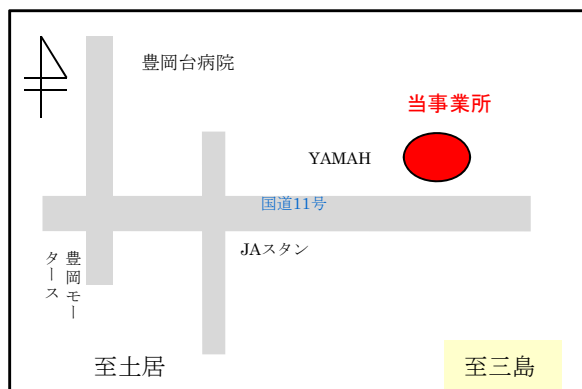 豊岡台病院
当事業所
YAMAH
国道11号
JAスタン
豊岡モー
タース
至土居
至三島